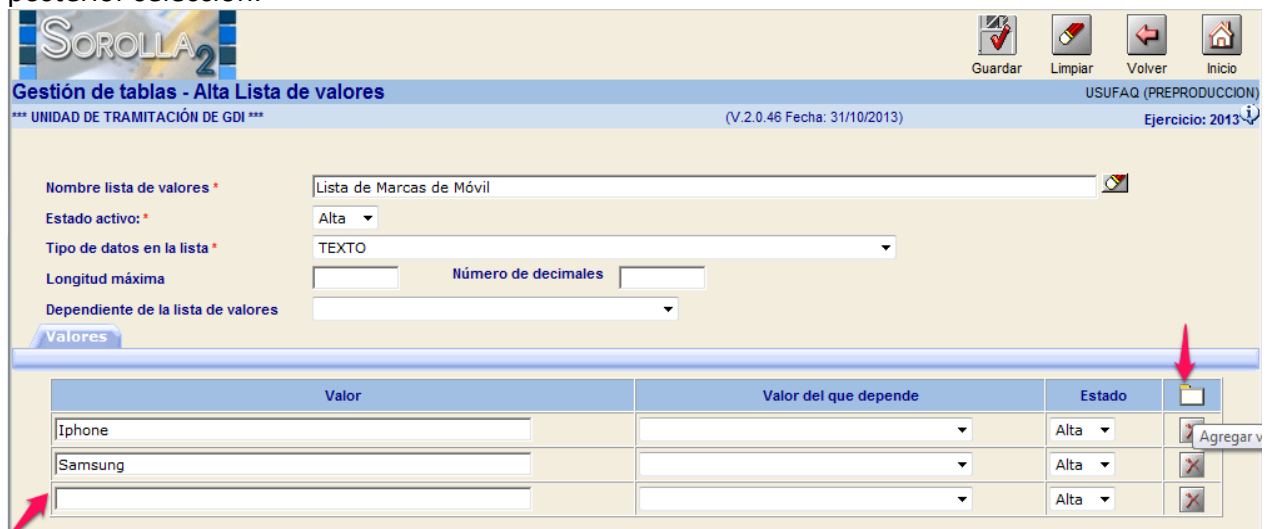 posterior selección.
SOROLLA2
Guardar Limpiar Volver Inicio
Gestión de tablas - Alta Lista de valores USUFAQ (PREPRODUCCION)
*** UNIDAD DE TRAMITACIÓN DE GDI *** (V.2.0.46 Fecha: 31/10/2013) Ejercicio: 2013
Nombre lista de valores * Lista de Marcas de Móvil
Estado activo: * Alta
Tipo de datos en la lista * TEXTO
Longitud máxima Número de decimales
Dependiente de la lista de valores
Valores
Valor Valor del que depende Estado
Iphone Alta
Agregar v
Samsung Alta
Alta